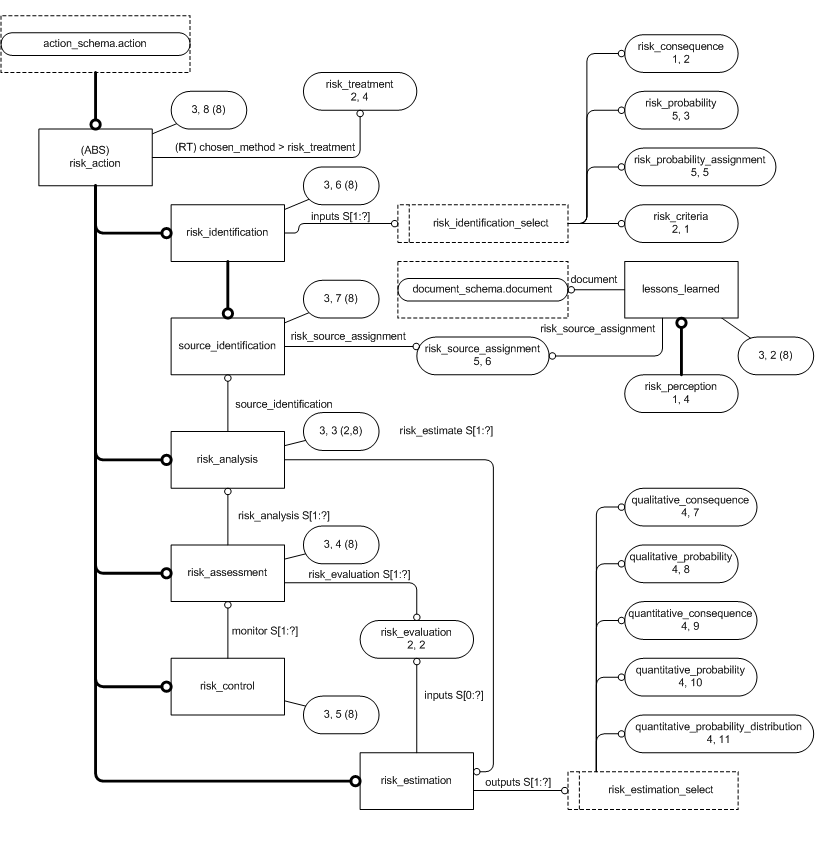 action_schema.action
risk_consequence
1, 2
risk_treatment
2, 4
3, 8 (8)
risk_probability
5, 3
(ABS)
risk_action
(RT) chosen_method > risk_treatment
risk_probability_assignment
5, 5
3, 6 (8)
risk_identification
inputs S[1:?]
risk_identification_select
risk_criteria
2, 1
document_schema.document
document
lessons_learned
3, 7 (8)
source_identification
risk_source_assignment
risk_source_assignment
5, 6
risk_source_assignment
3, 2 (8)
risk_perception
1, 4
source_identification
3, 3 (2,8)
risk_estimate S[1:?]
risk_analysis
risk_analysis S[1:?]
qualitative_consequence
4, 7
3, 4 (8)
risk_assessment
risk_evaluation S[1:?]
qualitative_probability
4, 8
monitor S[1:?]
risk_evaluation
2, 2
quantitative_consequence
4, 9
risk_control
inputs S[0:?]
quantitative_probability
4, 10
3, 5 (8)
quantitative_probability_distribution
4, 11
risk_estimation
outputs S[1:?]
risk_estimation_select